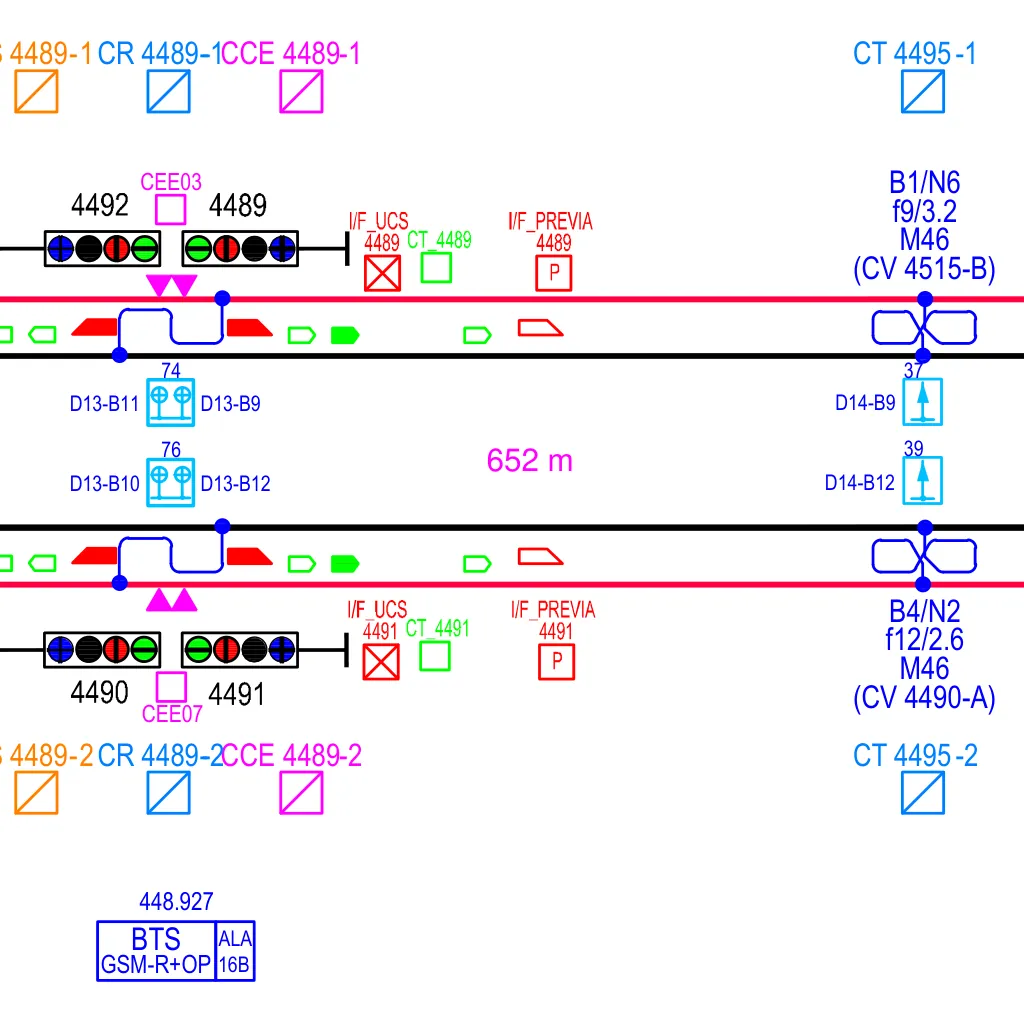 4489-1 CR 4489-1 CCE 4489-1
CT 4495-1
CEE03
4492
4489
I/F_UCS
4489
CT_4489
I/F_PREVIA
4489
P
B1/N6
f9/3.2
M46
(CV 4515-B)
74
D13-B11
D13-B9
37
D14-B9
76
D13-B10
D13-B12
652 m
39
D14-B12
I/F_UCS
4491
CT_4491
I/F_PREVIA
4491
P
B4/N2
f12/2.6
M46
(CV 4490-A)
4490
4491
CEE07
4489-2 CR 4489-2 CCE 4489-2
CT 4495-2
448.927
BTS
GSM-R+OP
ALA
16B